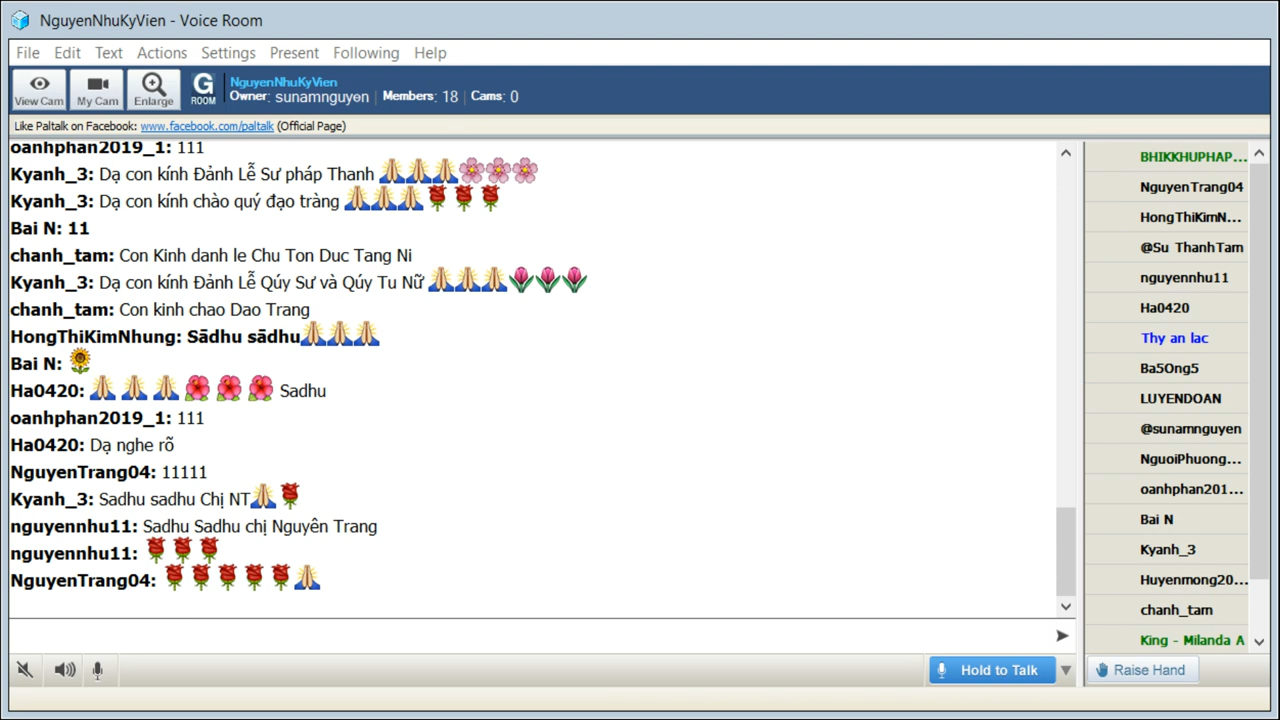 NguyenNhuKyVien - Voice Room
File Edit Text Actions Settings Present Following Help
View Cam My Cam Enlarge G ROOM
NguyenNhuKyVien
Owner: sunamnguyen | Members: 18 | Cams: 0
Like Paltalk on Facebook: www.facebook.com/paltalk (Official Page)
oanhphan2019_1: 111
Kyanh_3: Dạ con kính Đảnh Lễ Sư pháp Thanh 🙏🙏🙏🌸🌸🌸
Kyanh_3: Dạ con kính chào quý đạo tràng 🙏🙏🙏🌹🌹🌹
Bai N: 11
chanh_tam: Con Kinh danh le Chu Ton Duc Tang Ni
Kyanh_3: Dạ con kính Đảnh Lễ Qúy Sư và Qúy Tu Nữ 🙏🙏🙏🌷🌷🌷
chanh_tam: Con kinh chao Dao Trang
HongThiKimNhung: Sādhu sādhu🙏🙏🙏
Bai N: 🌻
Ha0420: 🙏🙏🙏🌺🌺🌺 Sadhu
oanhphan2019_1: 111
Ha0420: Dạ nghe rõ
NguyenTrang04: 11111
Kyanh_3: Sadhu sadhu Chị NT🙏🌹
nguyennhu11: Sadhu Sadhu chị Nguyên Trang
nguyennhu11: 🌹🌹🌹
NguyenTrang04: 🌹🌹🌹🌹🌹🙏
BHIKKHUPHAP...
NguyenTrang04
HongThiKimN...
@Su ThanhTam
nguyennhu11
Ha0420
Thy an lac
Ba5Ong5
LUYENDOAN
@sunamnguyen
NguoiPhuong...
oanhphan201...
Bai N
Kyanh_3
Huyenmong20...
chanh_tam
King - Milanda A
Hold to Talk
Raise Hand